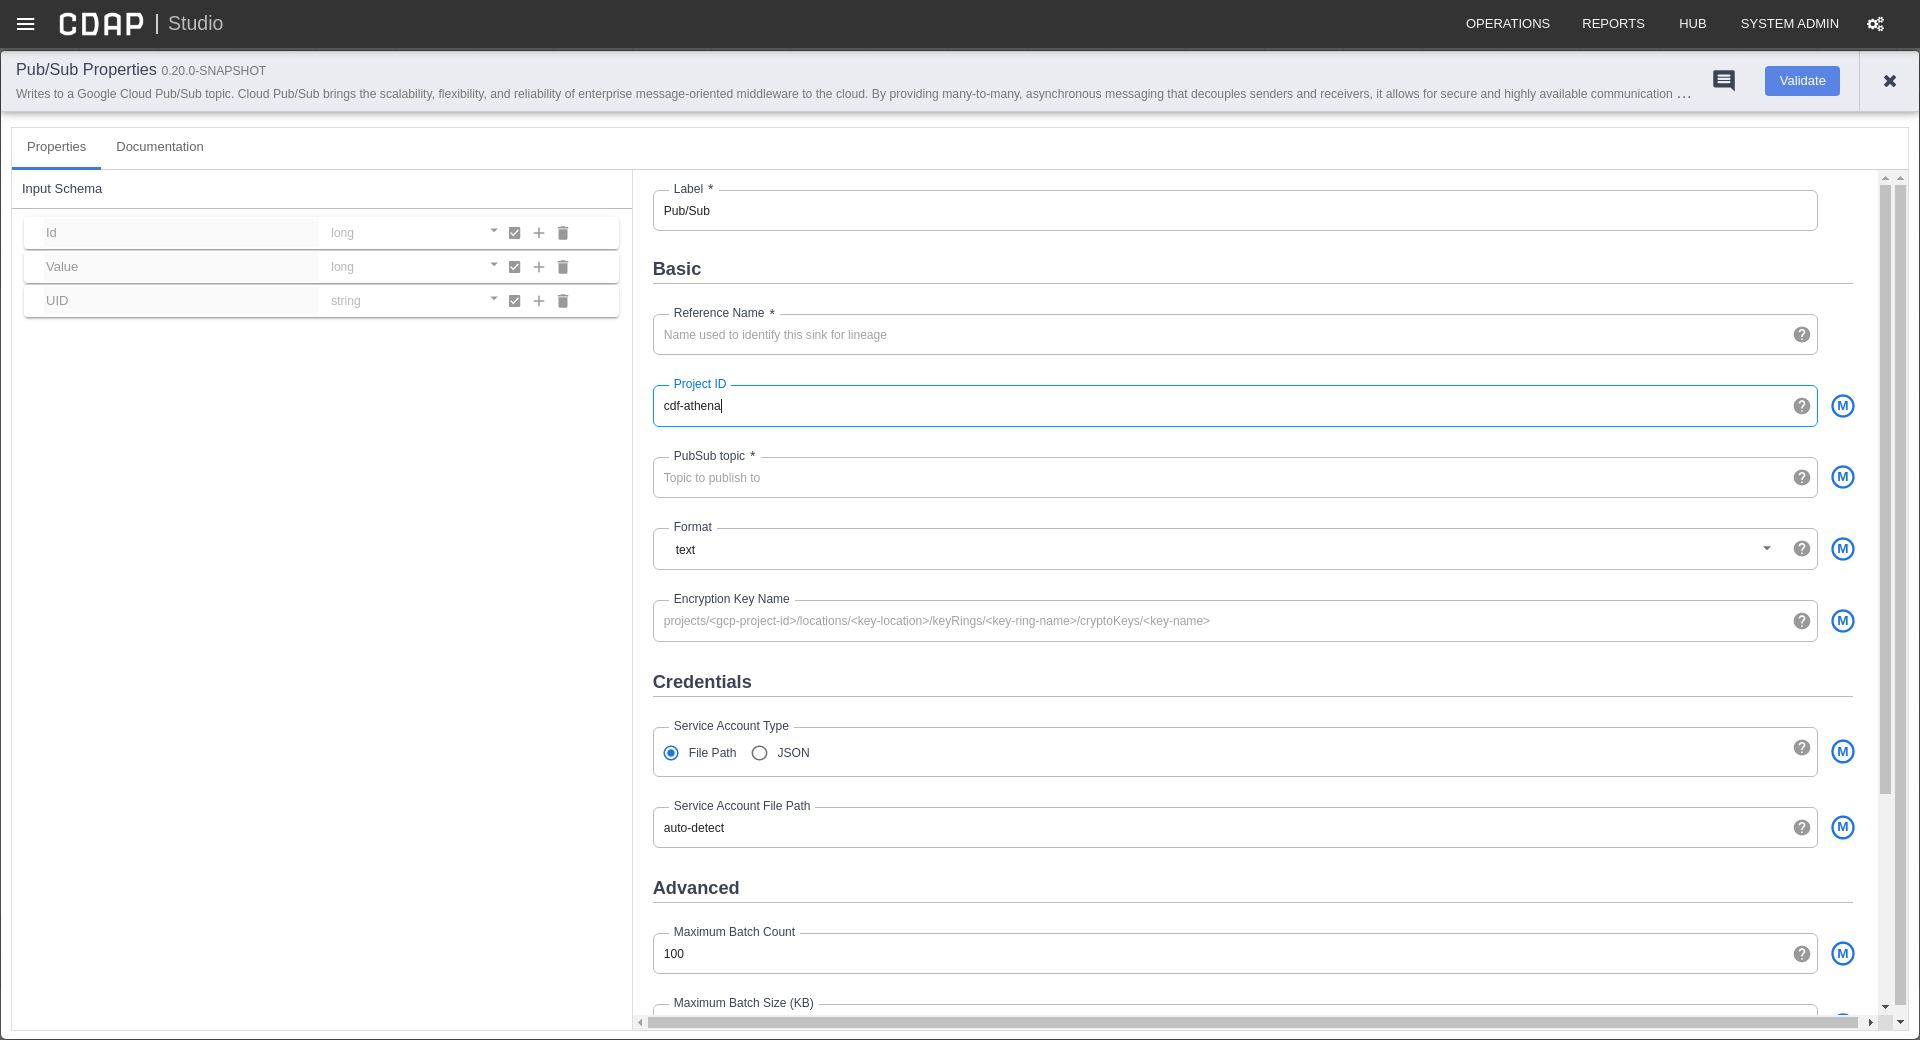 CDAP | Studio
OPERATIONS REPORTS HUB SYSTEM ADMIN
Pub/Sub Properties 0.20.0-SNAPSHOT
Writes to a Google Cloud Pub/Sub topic. Cloud Pub/Sub brings the scalability, flexibility, and reliability of enterprise message-oriented middleware to the cloud. By providing many-to-many, asynchronous messaging that decouples senders and receivers, it allows for secure and highly available communication ...
Validate
Properties Documentation
Input Schema
Id long
Value long
UID string
Label *
Pub/Sub
Basic
Reference Name *
Name used to identify this sink for lineage
Project ID
cdf-athena
M
PubSub topic *
Topic to publish to
M
Format
text
M
Encryption Key Name
projects/<gcp-project-id>/locations/<key-location>/keyRings/<key-ring-name>/cryptoKeys/<key-name>
M
Credentials
Service Account Type
File Path JSON
M
Service Account File Path
auto-detect
M
Advanced
Maximum Batch Count
100
M
Maximum Batch Size (KB)